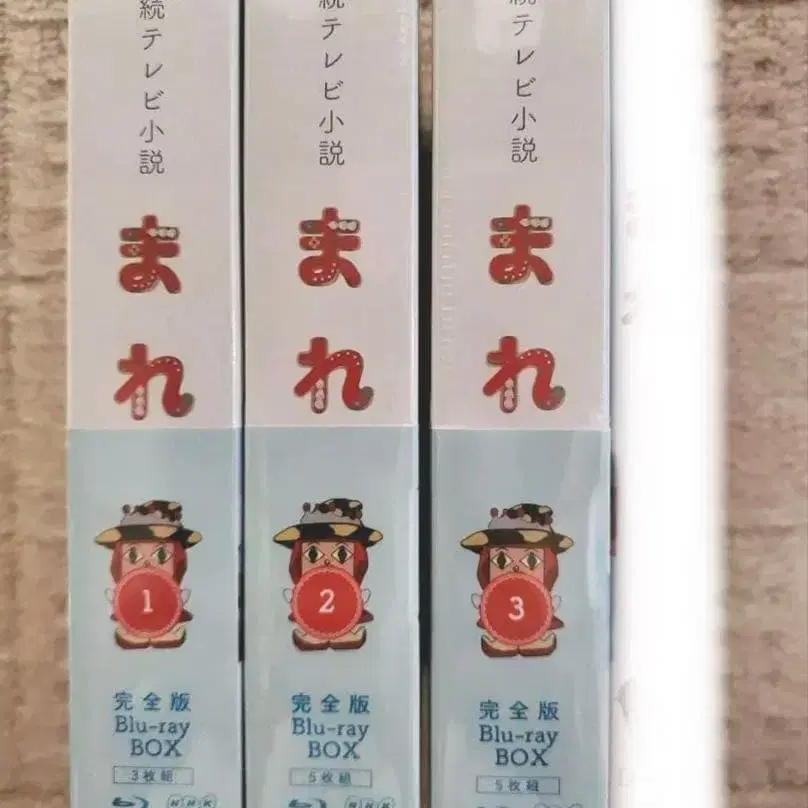 続テレビ小説
まれ
1
完全版
Blu-ray
BOX
3枚組
NHK
続テレビ小説
まれ
2
完全版
Blu-ray
BOX
5枚組
NHK
続テレビ小説
まれ
3
完全版
Blu-ray
BOX
5枚組